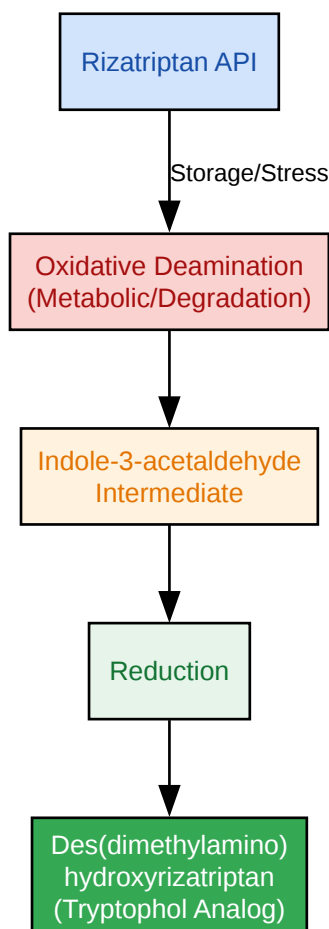 Rizatriptan API
Storage/Stress
Oxidative Deamination
(Metabolic/Degradation)
Indole-3-acetaldehyde
Intermediate
Reduction
Des(dimethylamino)
hydroxyrizatriptan
(Tryptophol Analog)